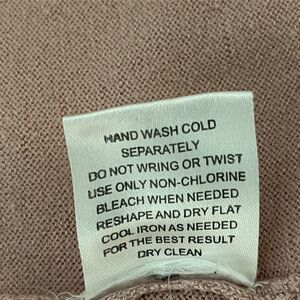 HAND WASH COLD
SEPARATELY
DO NOT WRING OR TWIST
USE ONLY NON-CHLORINE
BLEACH WHEN NEEDED
RESHAPE AND DRY FLAT
COOL IRON AS NEEDED
FOR THE BEST RESULT
DRY CLEAN